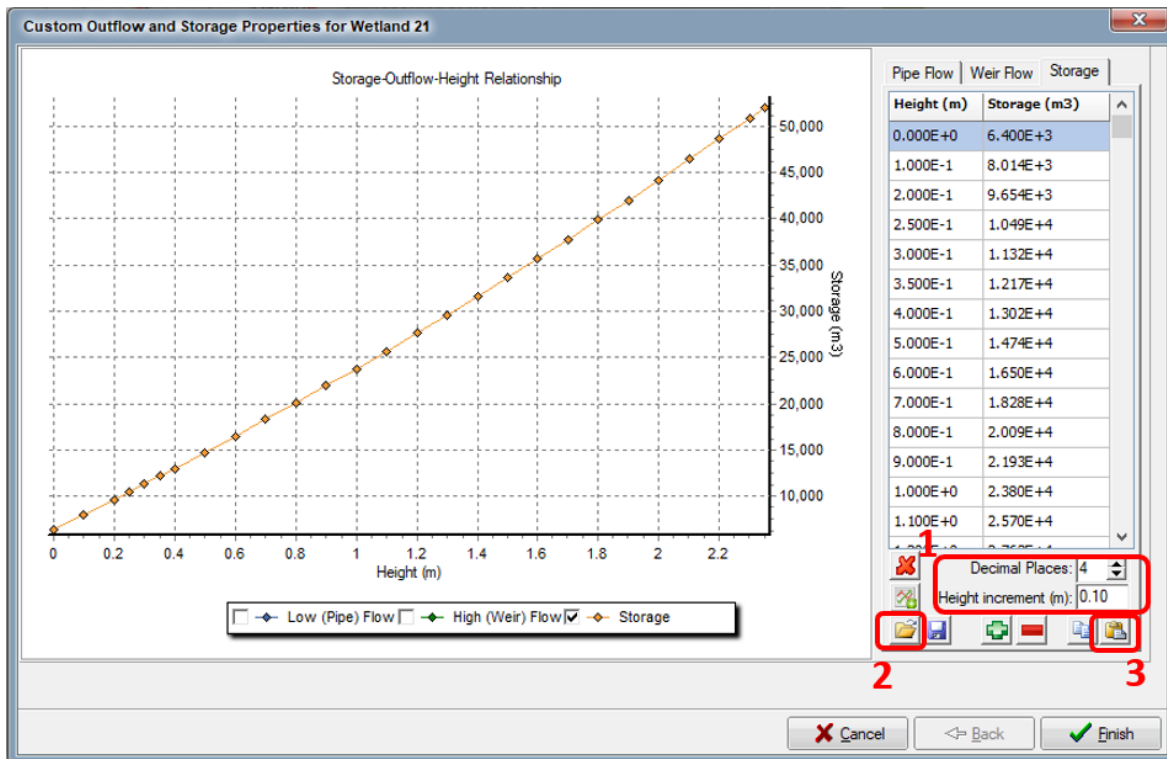 Custom Outflow and Storage Properties for Wetland 21
Storage-Outflow-Height Relationship
50,000
45,000
40,000
35,000
30,000
25,000
20,000
15,000
10,000
Storage (m3)
0 0.2 0.4 0.6 0.8 1 1.2 1.4 1.6 1.8 2 2.2
Height (m)
Low (Pipe) Flow High (Weir) Flow Storage
Pipe Flow Weir Flow Storage
Height (m) Storage (m3)
0.000E+0 6.400E+3
1.000E-1 8.014E+3
2.000E-1 9.654E+3
2.500E-1 1.049E+4
3.000E-1 1.132E+4
3.500E-1 1.217E+4
4.000E-1 1.302E+4
5.000E-1 1.474E+4
6.000E-1 1.650E+4
7.000E-1 1.828E+4
8.000E-1 2.009E+4
9.000E-1 2.193E+4
1.000E+0 2.380E+4
1.100E+0 2.570E+4
1
Decimal Places: 4
Height increment (m): 0.10
2 3
Cancel Back Finish